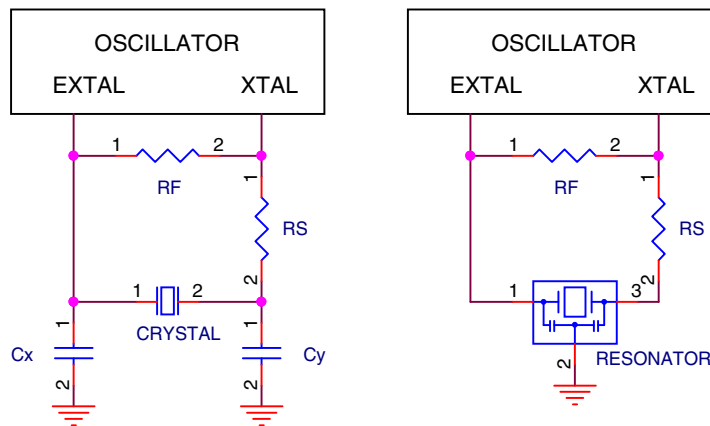 OSCILLATOR
EXTAL XTAL
1 2
RF
1
RS
2
1 2
CRYSTAL
1
Cx
2
1
Cy
2
OSCILLATOR
EXTAL XTAL
1 2
RF
1
RS
2
1 3
2
RESONATOR